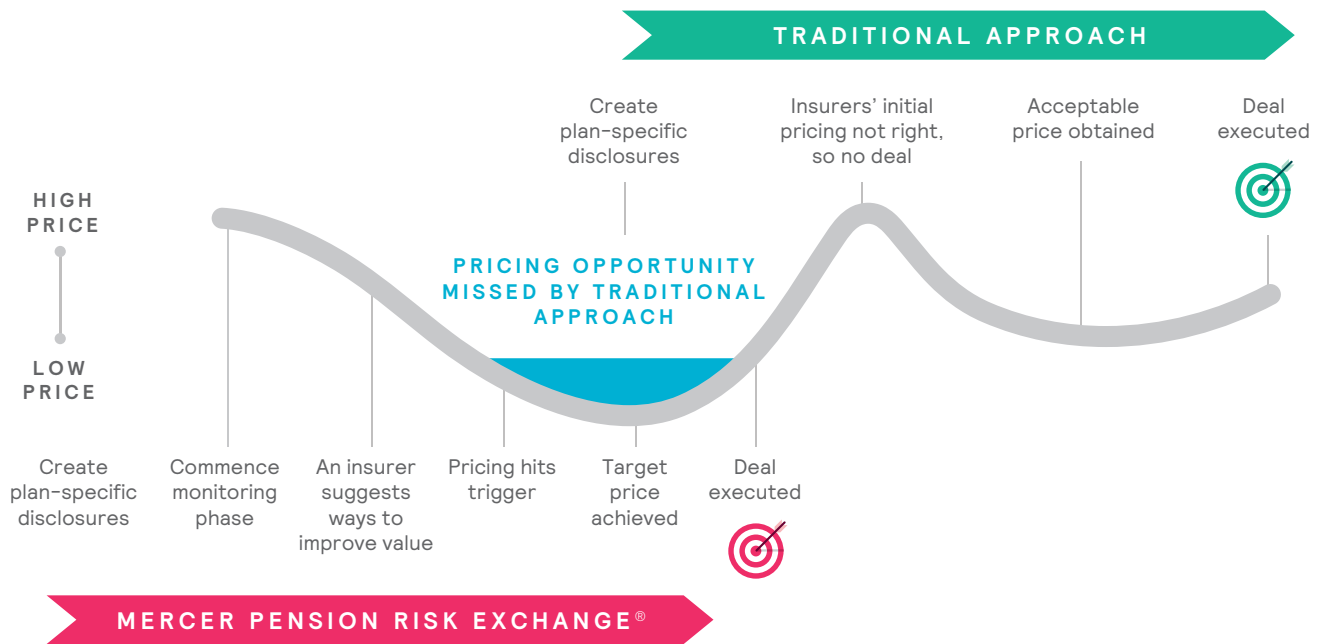 TRADITIONAL APPROACH
Create
plan-specific
disclosures
Insurers’ initial
pricing not right,
so no deal
Acceptable
price obtained
Deal
executed
HIGH
PRICE
LOW
PRICE
PRICING OPPORTUNITY
MISSED BY TRADITIONAL
APPROACH
Create
plan-specific
disclosures
Commence
monitoring
phase
An insurer
suggests
ways to
improve value
Pricing hits
trigger
Target
price
achieved
Deal
executed
MERCER PENSION RISK EXCHANGE®